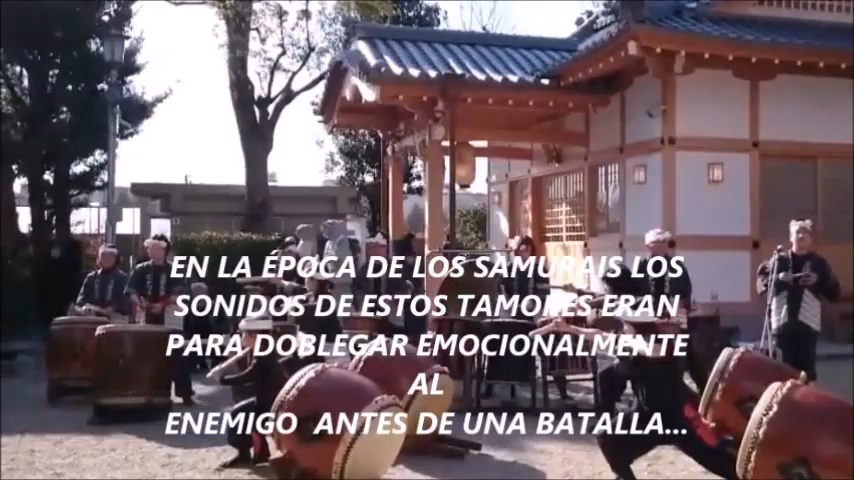 EN LA ÉPOCA DE LOS SAMURAIS LOS
SONIDOS DE ESTOS TAMORES ERAN
PARA DOBLEGAR EMOCIONALMENTE
AL
ENEMIGO ANTES DE UNA BATALLA...